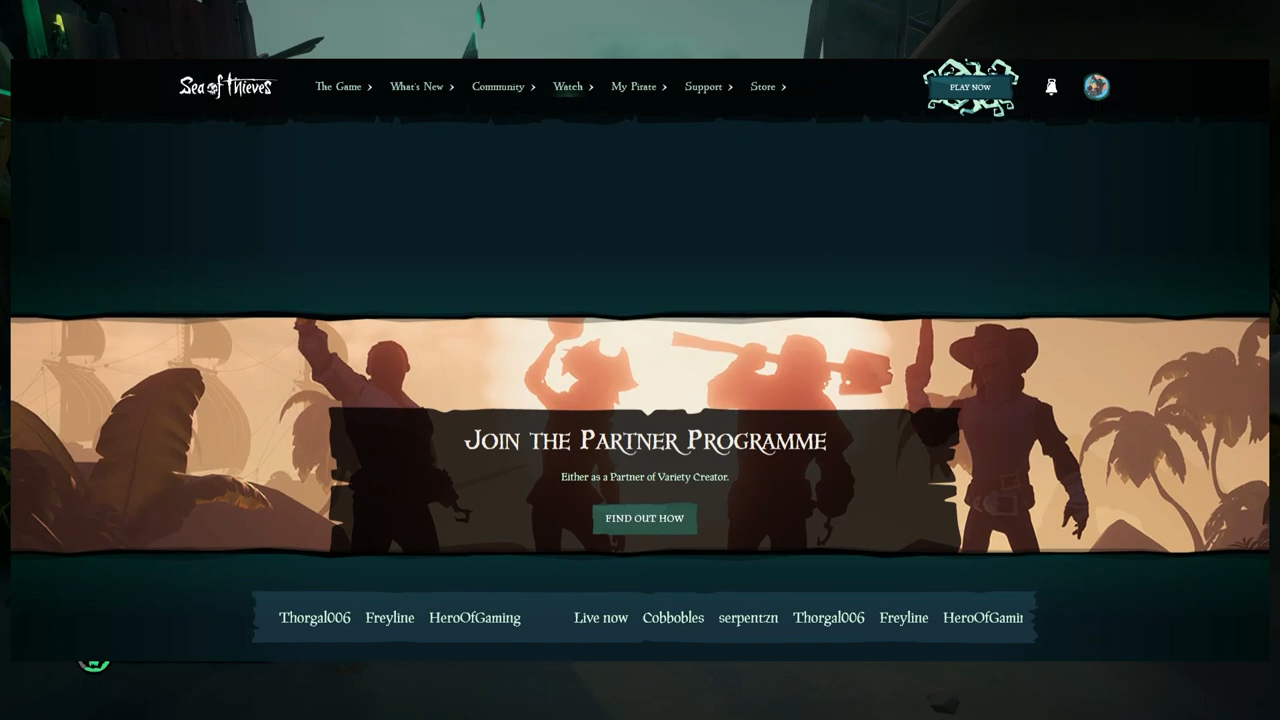 Sea of Thieves
The Game What's New Community Watch My Pirate Support Store PLAY NOW
Join the Partner Programme
Either as a Partner of Variety Creator.
FIND OUT HOW
Thorgal006 Freyline HeroOfGaming Live now Cobbobles serpentzn Thorgal006 Freyline HeroOfGamin